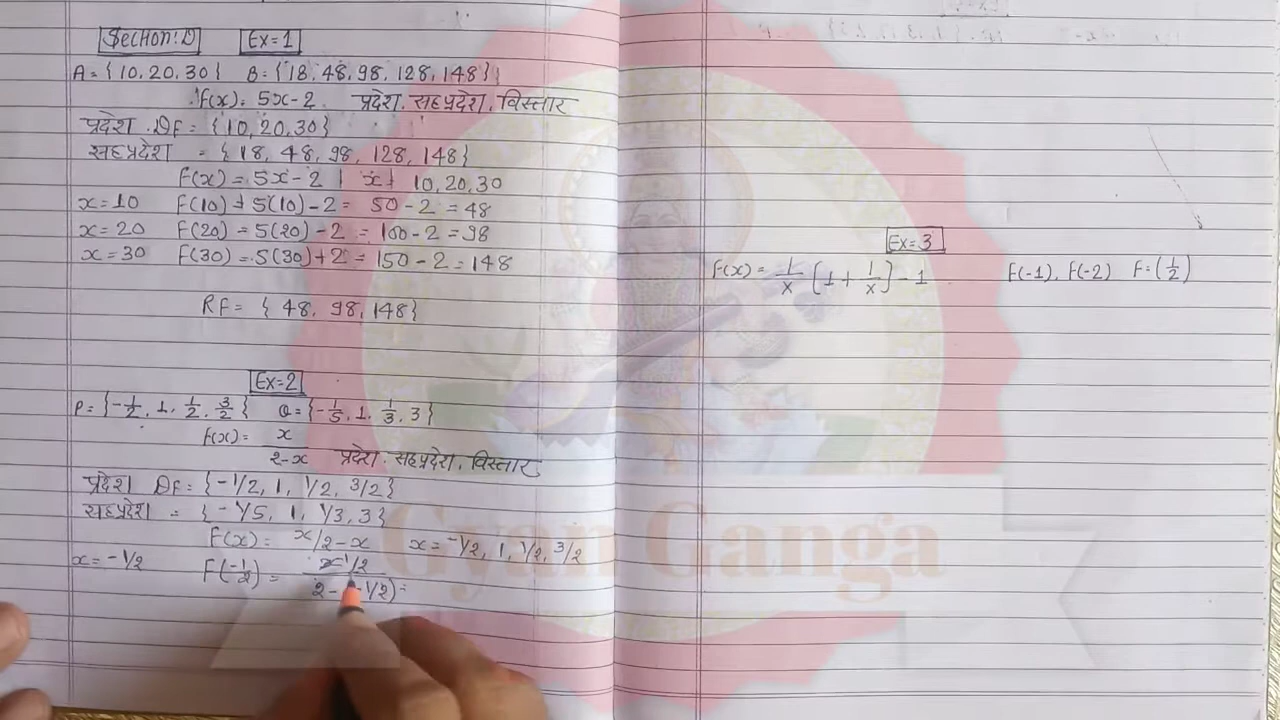 Section: D Ex=1
A = {10, 20, 30} B = {18, 48, 98, 128, 148}
f(x) = 5x-2 प्रदेश, सहप्रदेश, विस्तार
प्रदेश Df = {10, 20, 30}
सहप्रदेश = {18, 48, 98, 128, 148}
F(x) = 5x-2 | x = 10, 20, 30
x=10 F(10) = 5(10)-2 = 50-2 = 48
x=20 F(20) = 5(20)-2 = 100-2 = 98
x=30 F(30) = 5(30)+2 = 150-2 = 148
RF = {48, 98, 148}
Ex=2
P = {-1/2, 1, 1/2, 3/2} Q = {-1/5, 1, 1/3, 3}
f(x) = x
2-x प्रदेश, सहप्रदेश, विस्तार
प्रदेश Df = {-1/2, 1, 1/2, 3/2}
सहप्रदेश = {-1/5, 1, 1/3, 3}
F(x) = x/2-x x = -1/2, 1, 1/2, 3/2
x = -1/2 F(-1/2) =
2-(-1/2) =
Ex=3
F(x) = 1/x [1 + 1/x] - 1 F(-1), F(-2) F=(1/2)
Gyan Ganga